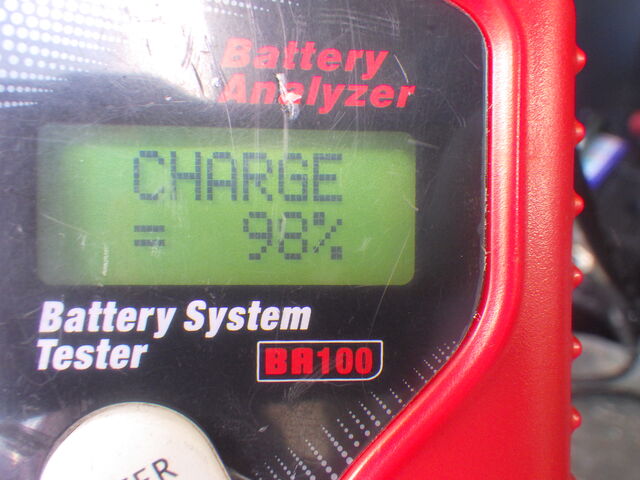 Battery
Analyzer
CHARGE
= 98%
Battery System
Tester
BA100